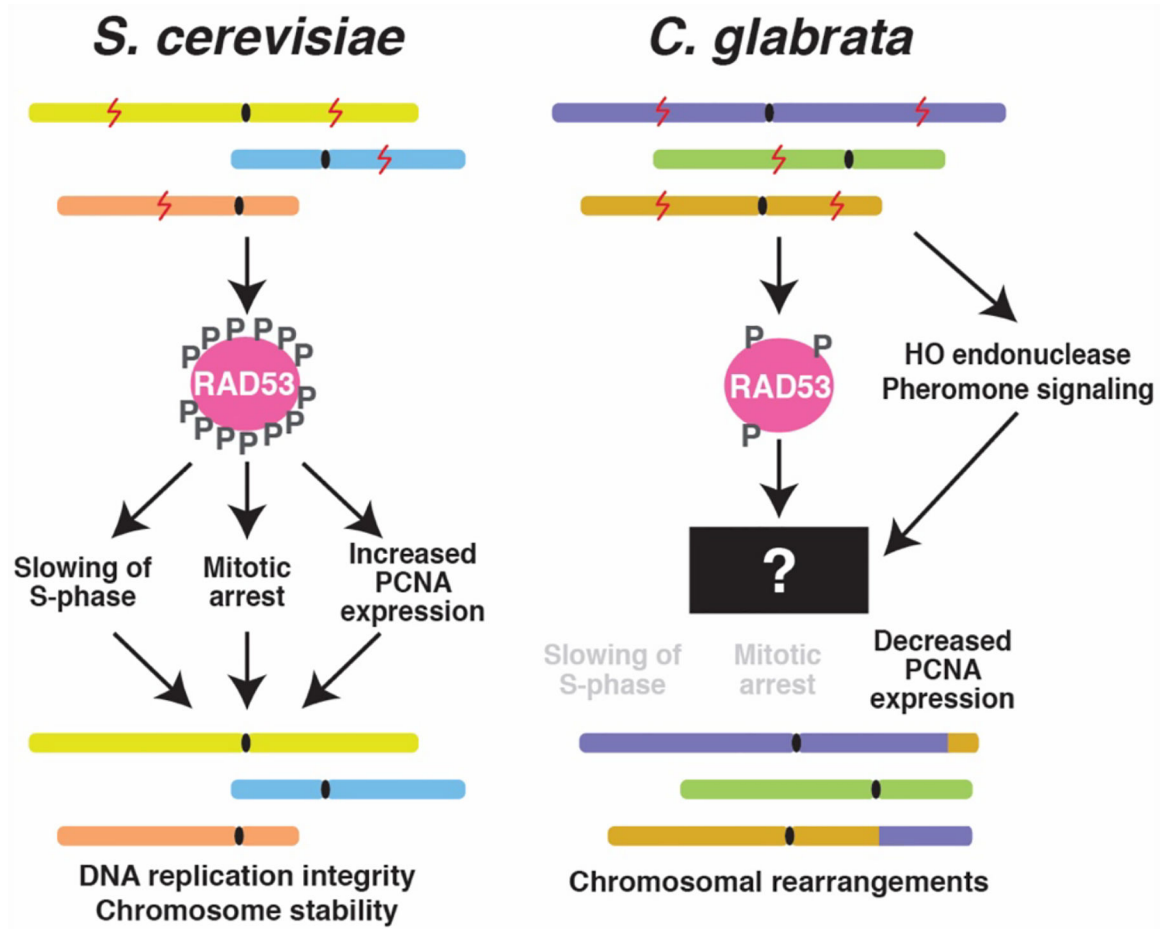 S. cerevisiae
P P P P P P P P P P P P P P
RAD53
Slowing of
S-phase
Mitotic
arrest
Increased
PCNA
expression
DNA replication integrity
Chromosome stability
C. glabrata
P P
RAD53
P
HO endonuclease
Pheromone signaling
?
Slowing of
S-phase
Mitotic
arrest
Decreased
PCNA
expression
Chromosomal rearrangements